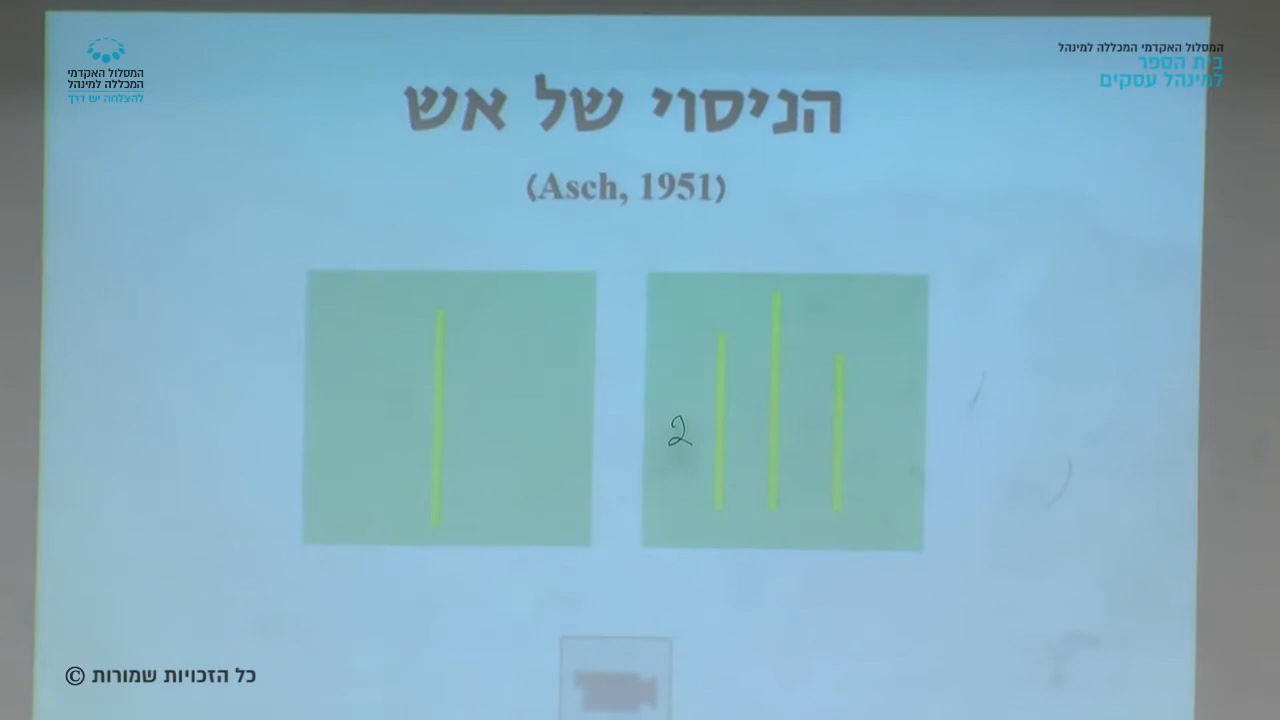 המסלול האקדמי
המכללה למינהל
להצלחה יש דרך
המסלול האקדמי המכללה למינהל
בית הספר
למינהל עסקים
הניסוי של אש
(Asch, 1951)
2
כל הזכויות שמורות ©